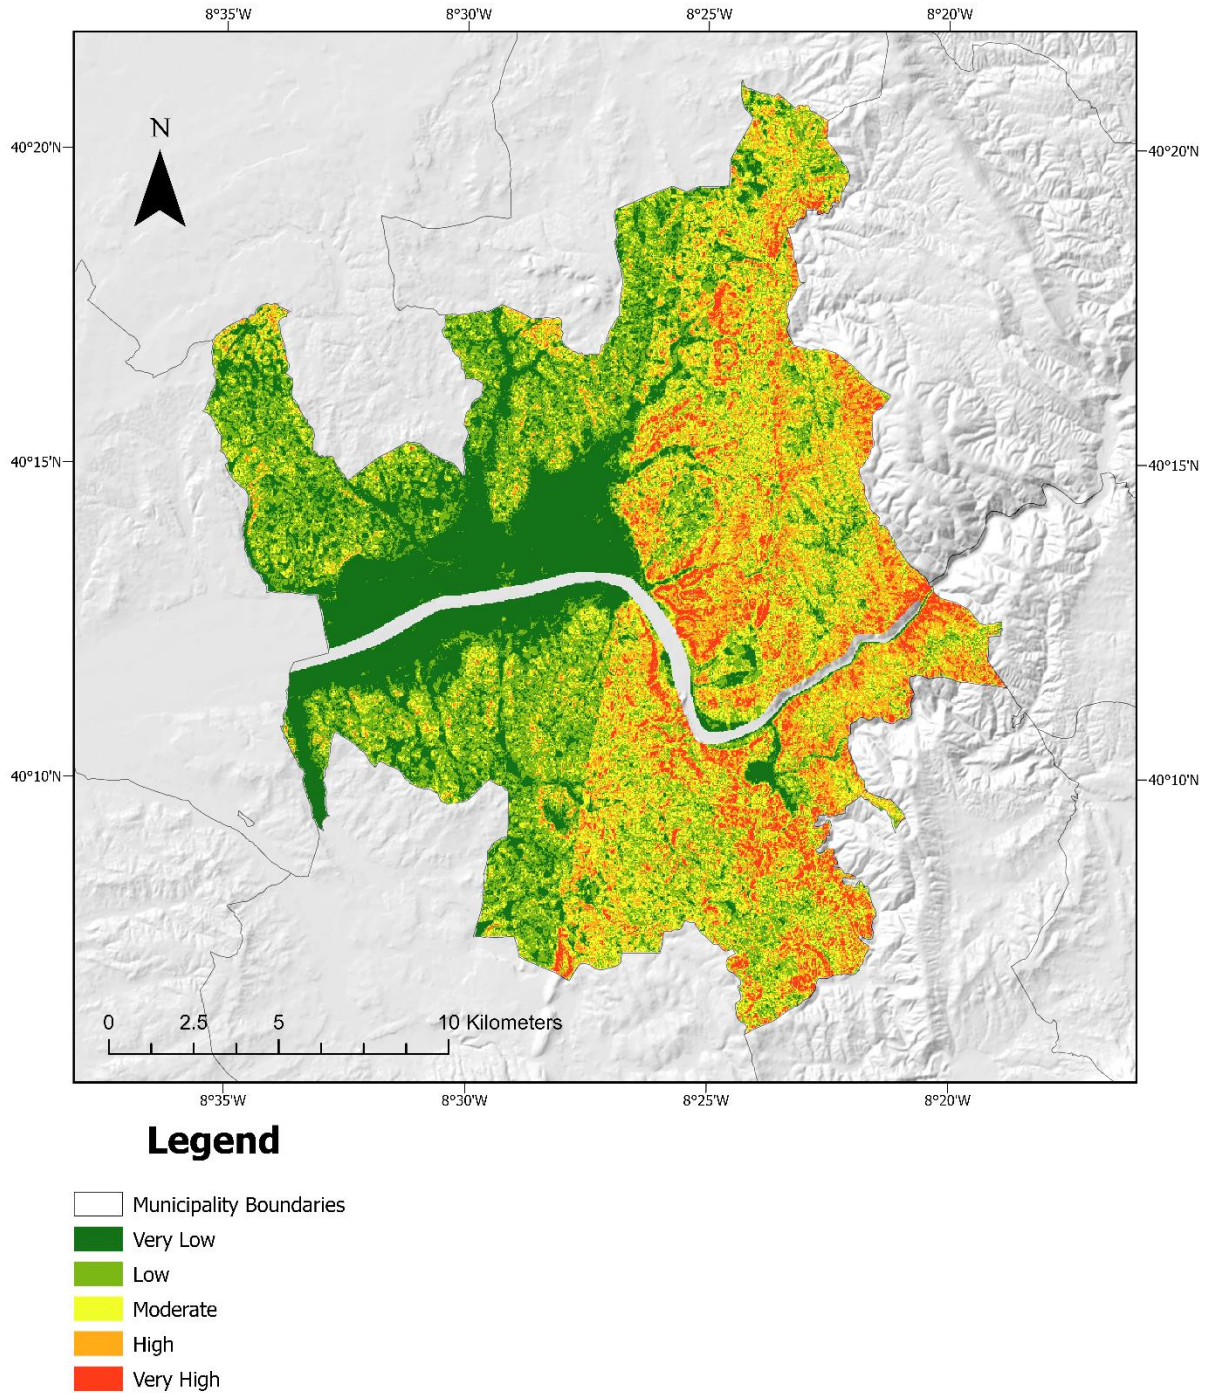 8°35'W 8°30'W 8°25'W 8°20'W
N
40°20'N 40°20'N
40°15'N 40°15'N
40°10'N 40°10'N
0 2.5 5 10 Kilometers
8°35'W 8°30'W 8°25'W 8°20'W
Legend
Municipality Boundaries
Very Low
Low
Moderate
High
Very High